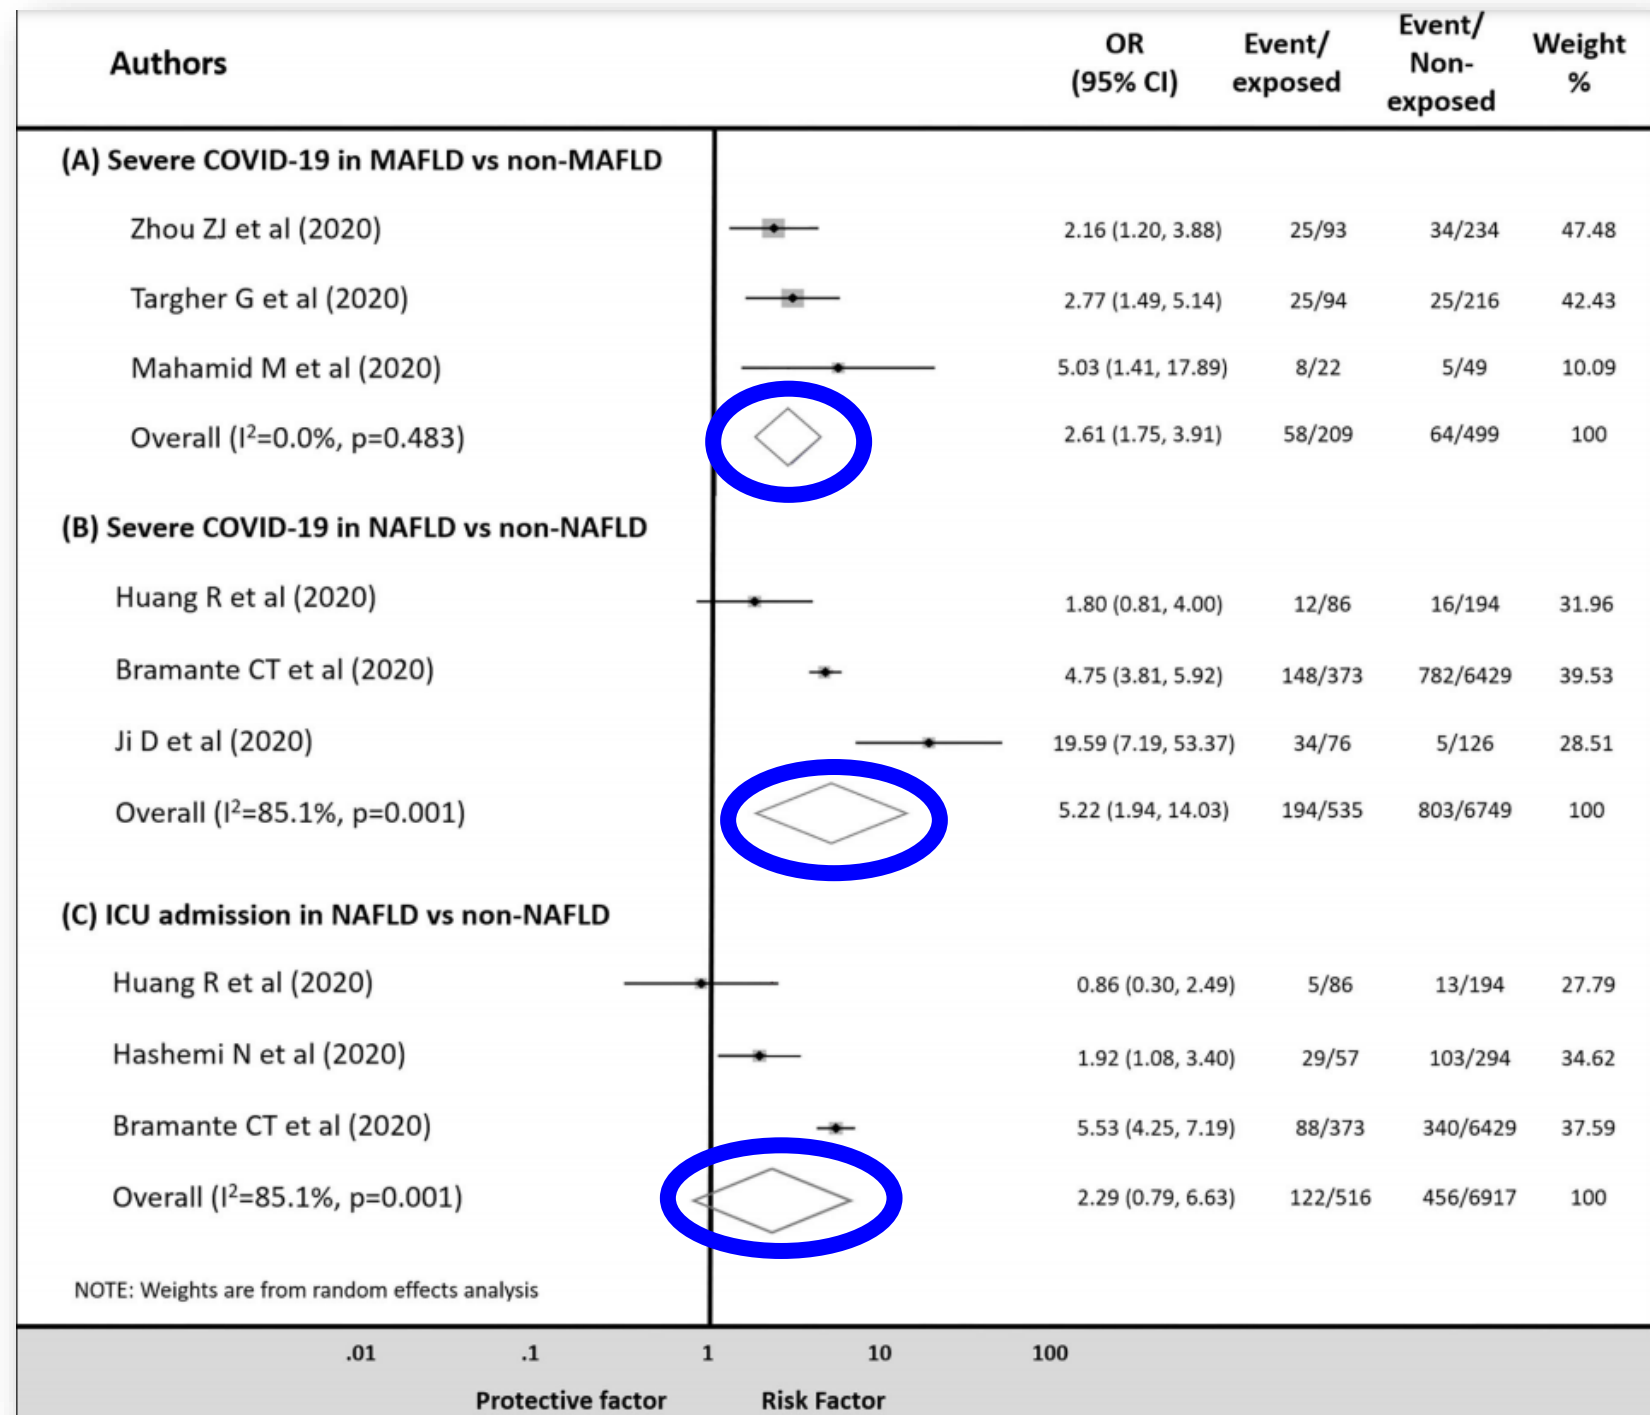 Authors OR (95% CI) Event/ exposed Event/ Non- exposed Weight %
(A) Severe COVID-19 in MAFLD vs non-MAFLD
Zhou ZJ et al (2020) 2.16 (1.20, 3.88) 25/93 34/234 47.48
Targher G et al (2020) 2.77 (1.49, 5.14) 25/94 25/216 42.43
Mahamid M et al (2020) 5.03 (1.41, 17.89) 8/22 5/49 10.09
Overall (I²=0.0%, p=0.483) 2.61 (1.75, 3.91) 58/209 64/499 100
(B) Severe COVID-19 in NAFLD vs non-NAFLD
Huang R et al (2020) 1.80 (0.81, 4.00) 12/86 16/194 31.96
Bramante CT et al (2020) 4.75 (3.81, 5.92) 148/373 782/6429 39.53
Ji D et al (2020) 19.59 (7.19, 53.37) 34/76 5/126 28.51
Overall (I²=85.1%, p=0.001) 5.22 (1.94, 14.03) 194/535 803/6749 100
(C) ICU admission in NAFLD vs non-NAFLD
Huang R et al (2020) 0.86 (0.30, 2.49) 5/86 13/194 27.79
Hashemi N et al (2020) 1.92 (1.08, 3.40) 29/57 103/294 34.62
Bramante CT et al (2020) 5.53 (4.25, 7.19) 88/373 340/6429 37.59
Overall (I²=85.1%, p=0.001) 2.29 (0.79, 6.63) 122/516 456/6917 100
NOTE: Weights are from random effects analysis
.01 .1 1 10 100
Protective factor Risk Factor